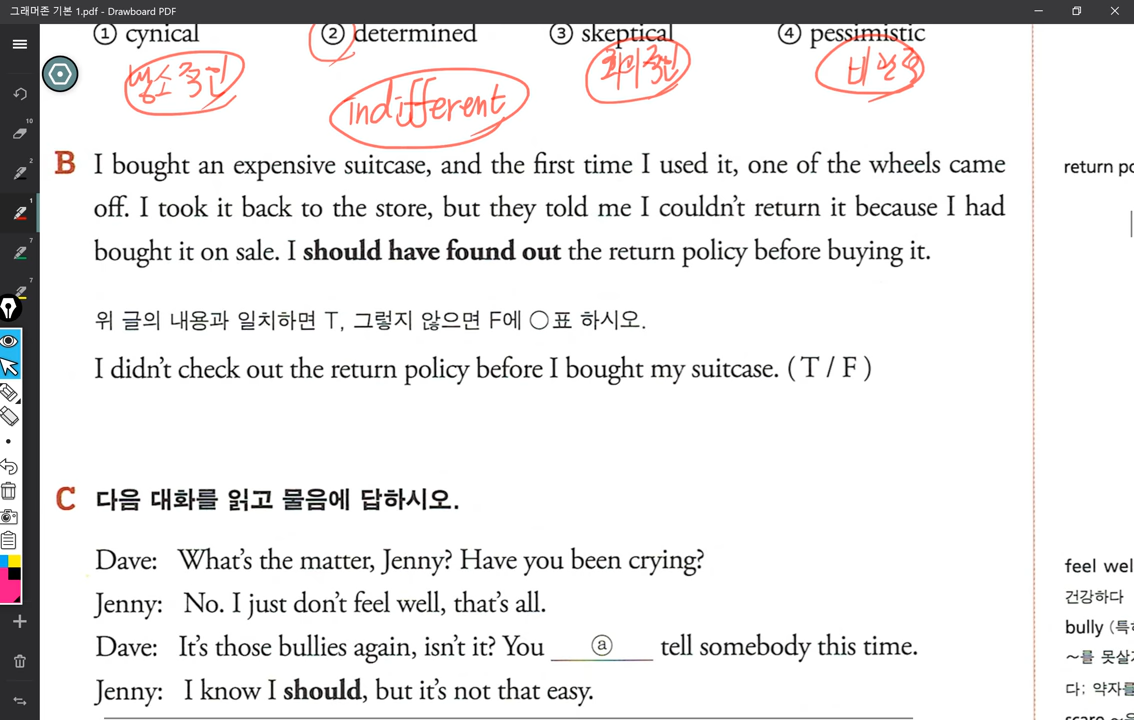 그래머존 기본 1.pdf - Drawboard PDF
① cynical ② determined ③ skeptical ④ pessimistic
냉소적인 indifferent 회의적인
B I bought an expensive suitcase, and the first time I used it, one of the wheels came
off. I took it back to the store, but they told me I couldn't return it because I had
bought it on sale. I should have found out the return policy before buying it.
위 글의 내용과 일치하면 T, 그렇지 않으면 F에 ○표 하시오.
I didn't check out the return policy before I bought my suitcase. ( T / F )
C 다음 대화를 읽고 물음에 답하시오.
Dave: What's the matter, Jenny? Have you been crying?
Jenny: No. I just don't feel well, that's all.
Dave: It's those bullies again, isn't it? You ⓐ tell somebody this time.
Jenny: I know I should, but it's not that easy.
return po
feel wel
건강하다
bully (특
~를 못살
다; 약자를
10
2
1
7
7